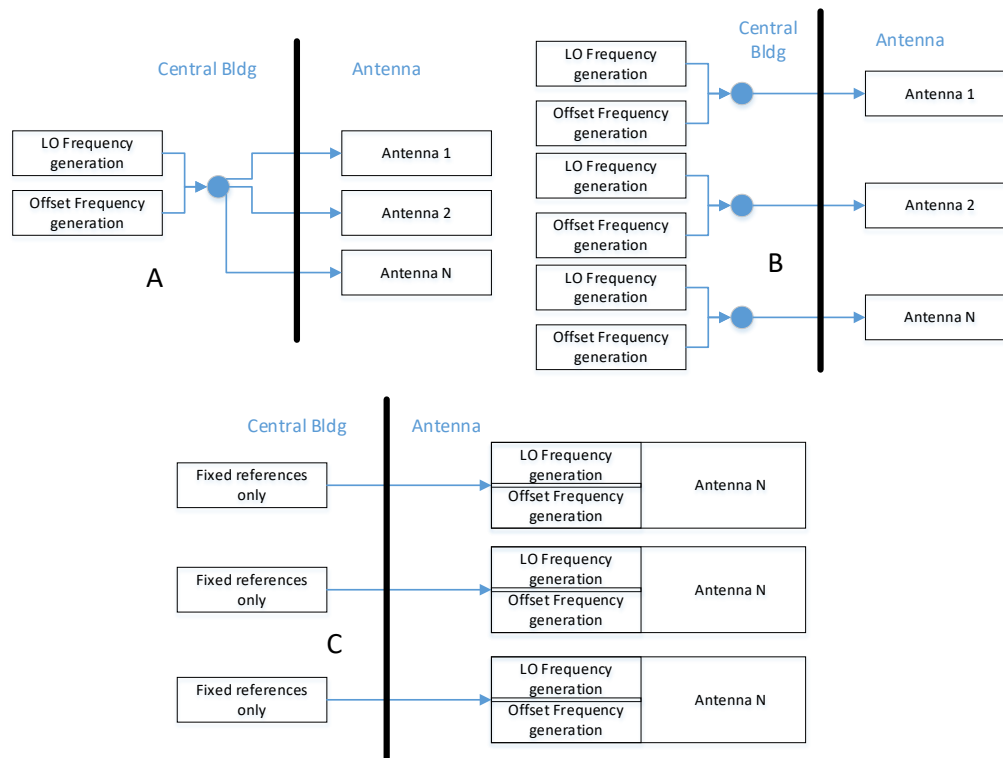 Central Bldg
Antenna
LO Frequency
generation
Offset Frequency
generation
Antenna 1
Antenna 2
Antenna N
A
Central
Bldg
Antenna
LO Frequency
generation
Offset Frequency
generation
Antenna 1
LO Frequency
generation
Offset Frequency
generation
Antenna 2
B
LO Frequency
generation
Offset Frequency
generation
Antenna N
Central Bldg
Antenna
Fixed references
only
LO Frequency
generation
Offset Frequency
generation
Antenna N
Fixed references
only
LO Frequency
generation
Offset Frequency
generation
Antenna N
C
Fixed references
only
LO Frequency
generation
Offset Frequency
generation
Antenna N